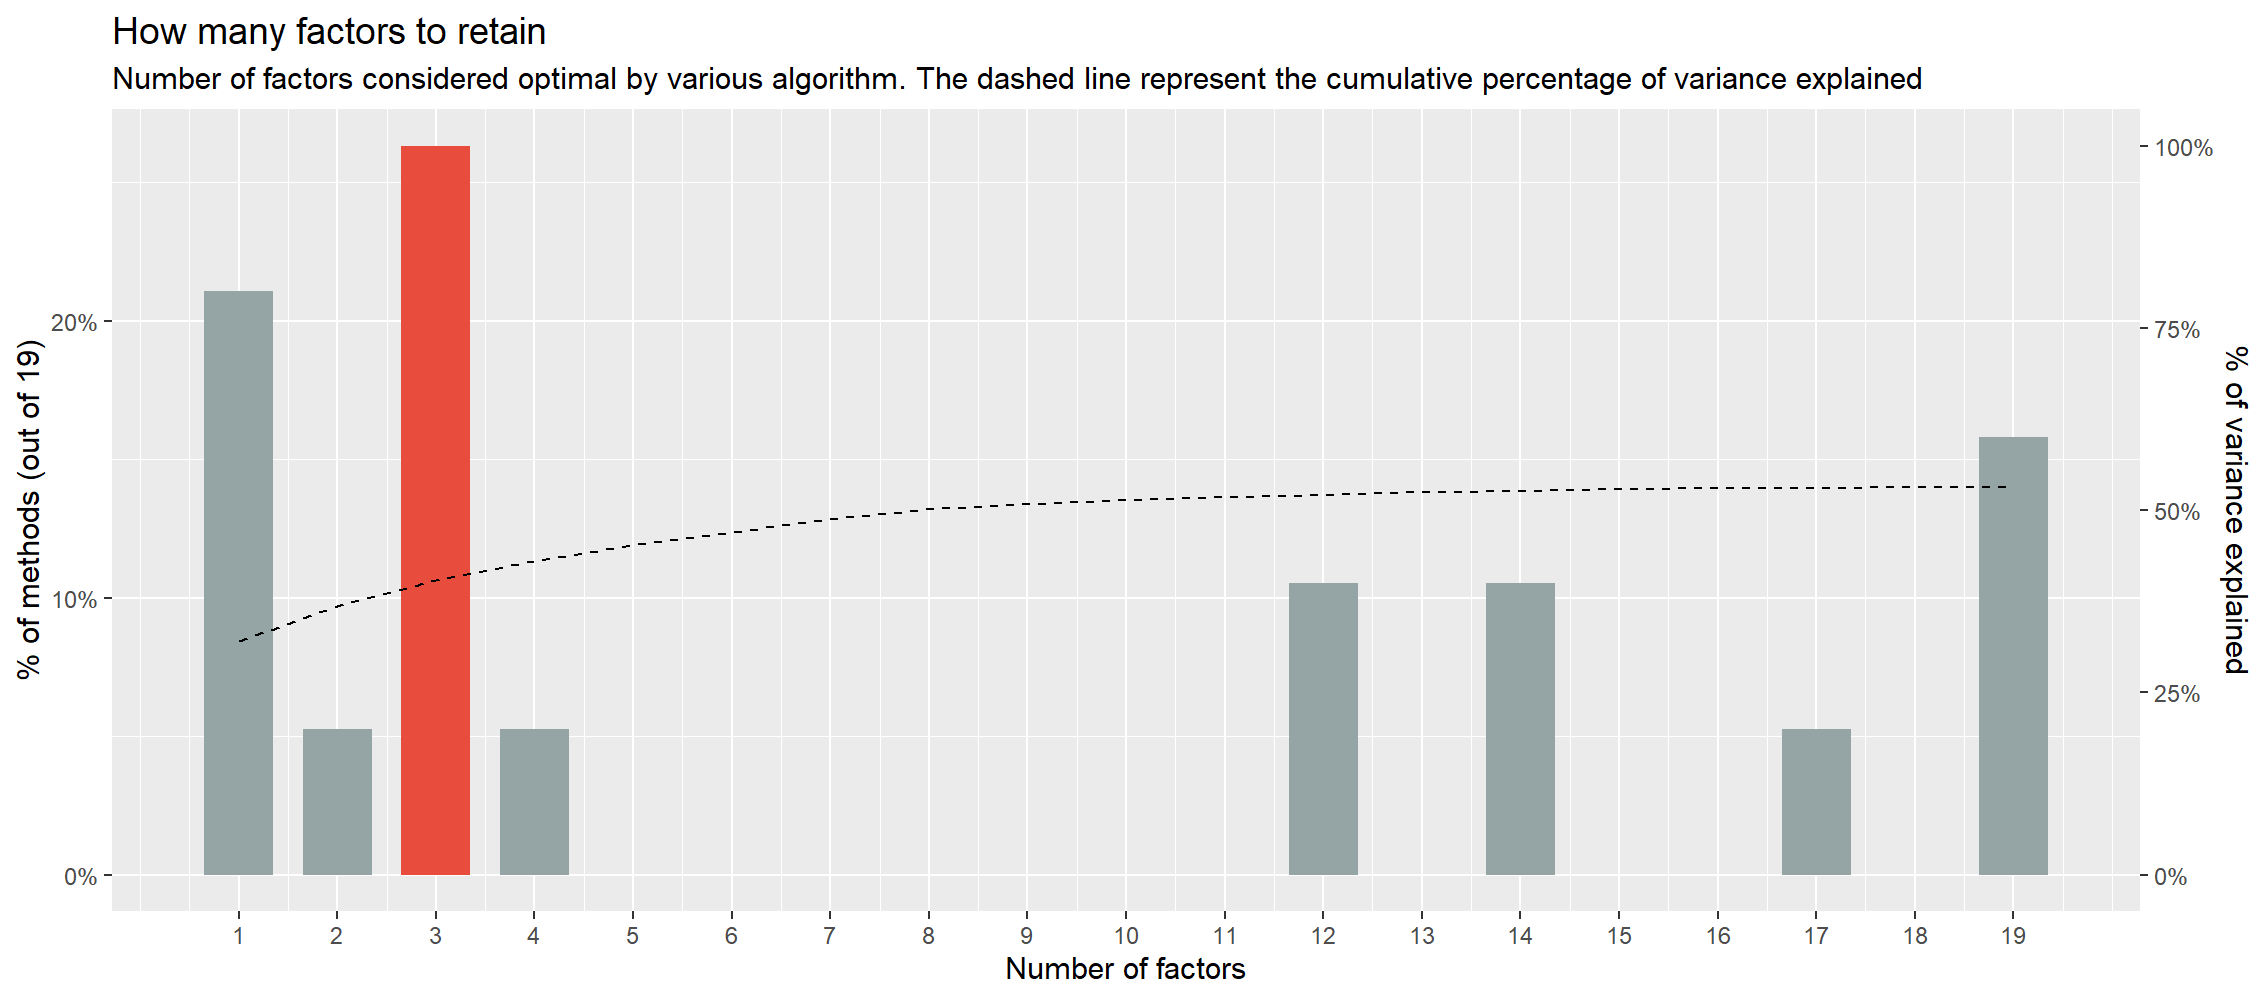 How many factors to retain
Number of factors considered optimal by various algorithm. The dashed line represent the cumulative percentage of variance explained
% of methods (out of 19)
20%
10%
0%
100%
75%
50%
25%
0%
% of variance explained
1 2 3 4 5 6 7 8 9 10 11 12 13 14 15 16 17 18 19
Number of factors